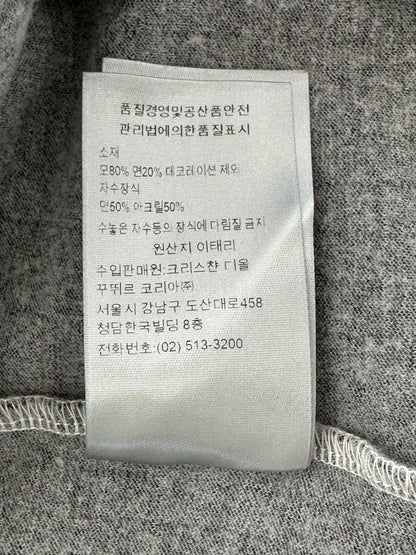 품질경영및공산품안전
관리법에의한품질표시
소재
모80% 면20% 데코레이션 제외
자수장식
면50% 아크릴50%
수놓은 자수등의 장식에 다림질 금지
원산지 이태리
수입판매원:크리스챤 디올
꾸뛰르 코리아(주)
서울시 강남구 도산대로458
청담한국빌딩 8층
전화번호:(02) 513-3200